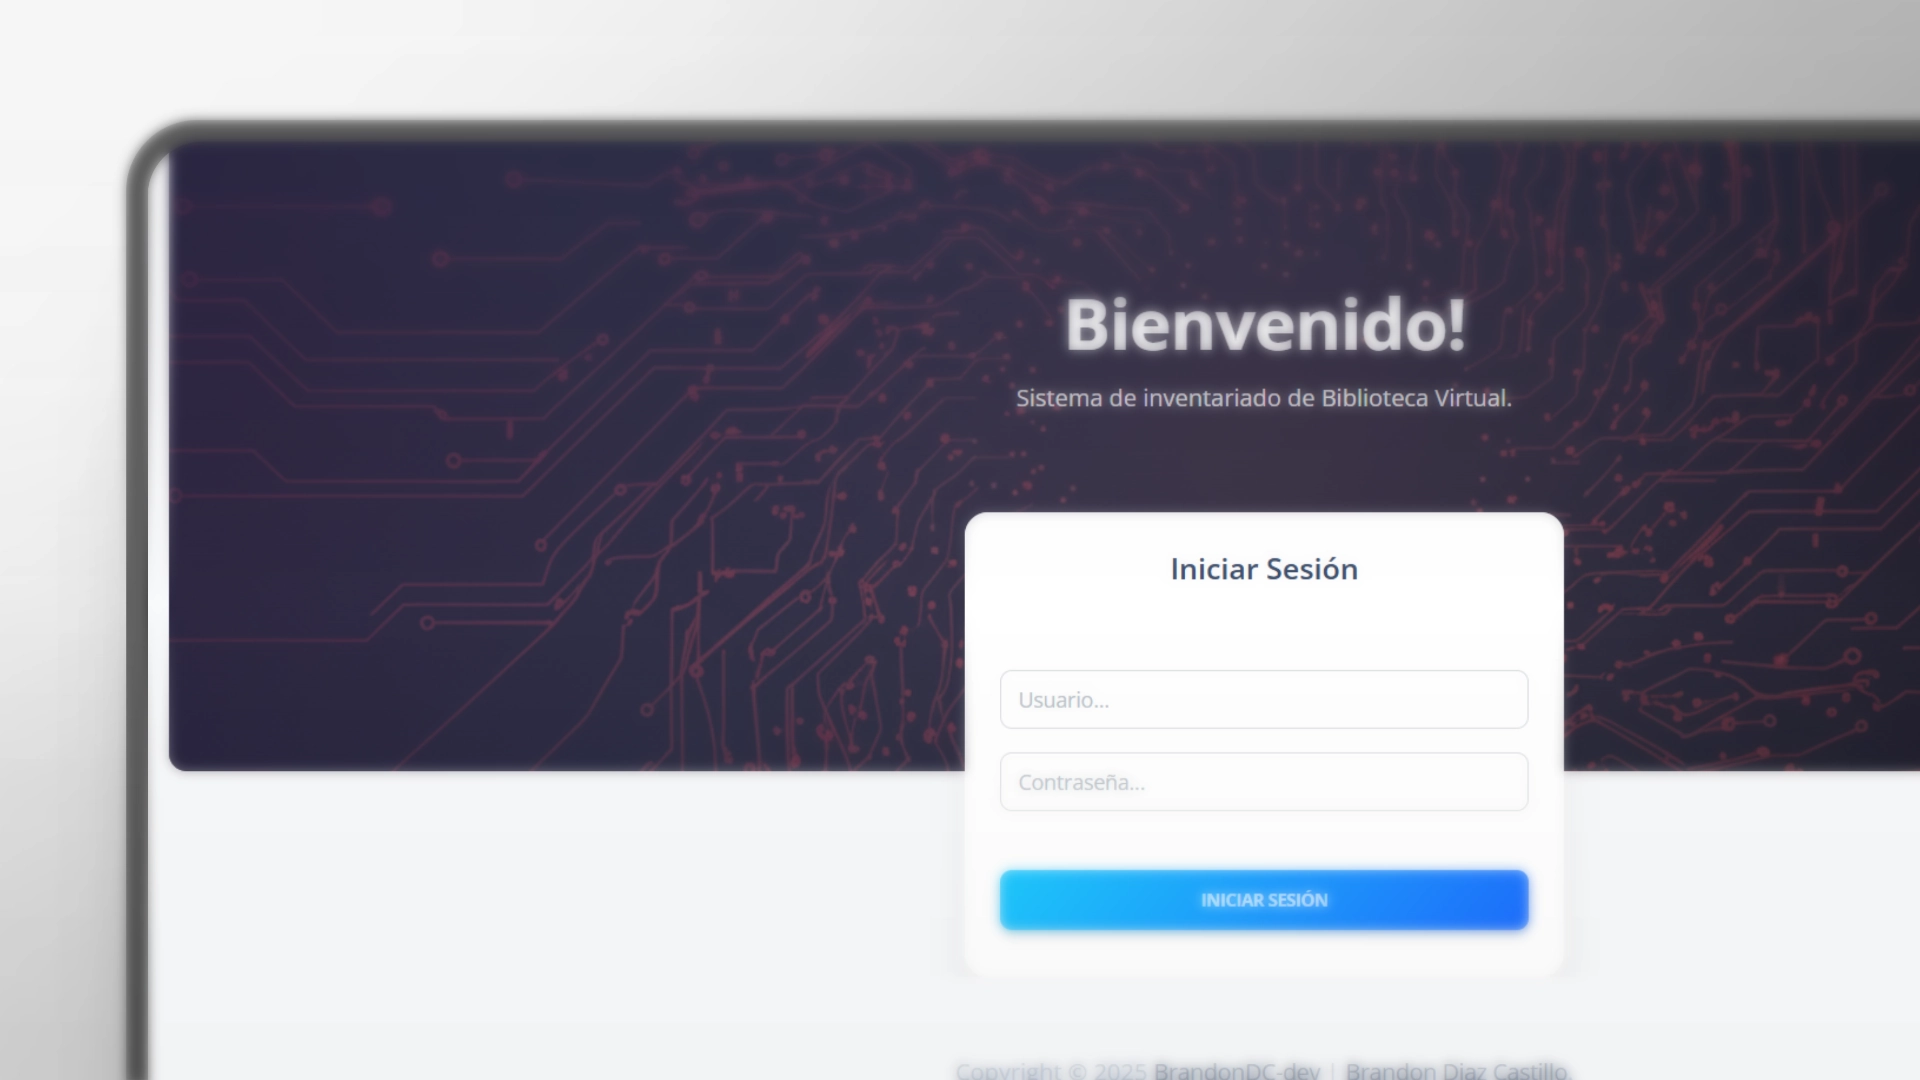 Bienvenido!
Sistema de inventariado de Biblioteca Virtual.
Iniciar Sesión
Usuario...
Contraseña...
INICIAR SESIÓN
Copyright © 2025 BrandonDC-dev | Brandon Diaz Castillo.